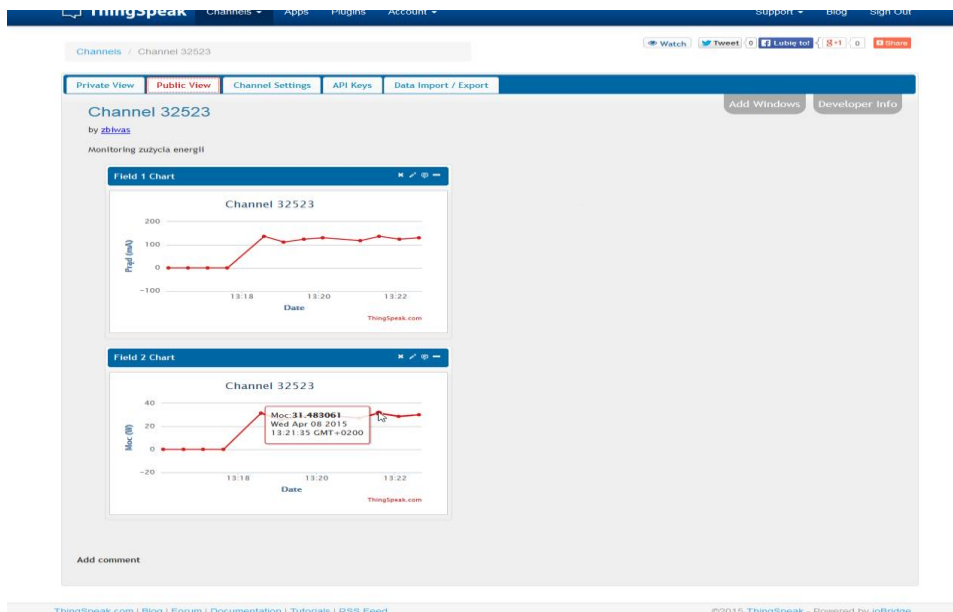 ThingSpeak Channels Apps Plugins Account Support Blog Sign Out
Channels / Channel 32523
Watch Tweet 0 Lubię to! 8+1 0 Share
Private View Public View Channel Settings API Keys Data Import / Export
Add Windows Developer Info
Channel 32523
by zbiwas
Monitoring zużycia energii
Field 1 Chart
Channel 32523
200
100
0
-100
Prąd (mA)
13:18 13:20 13:22
Date
ThingSpeak.com
Field 2 Chart
Channel 32523
40
20
0
-20
Moc (W)
Moc:31.483061
Wed Apr 08 2015
13:21:35 GMT+0200
13:18 13:20 13:22
Date
ThingSpeak.com
Add comment
ThingSpeak.com | Blog | Forum | Documentation | Tutorials | RSS Feed
©2015 ThingSpeak - Powered by ioBridge